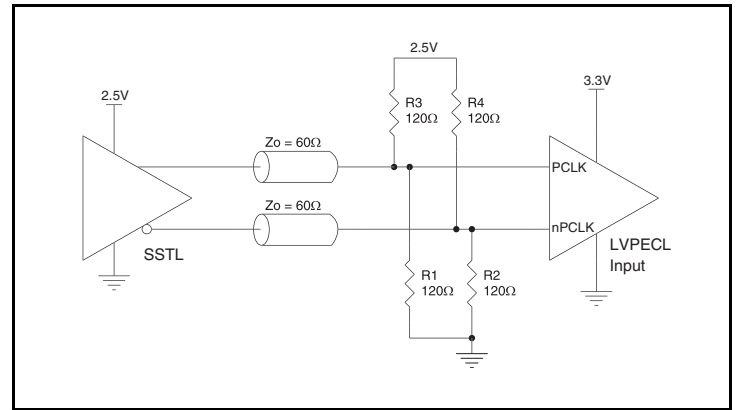 2.5V
2.5V
3.3V
R3
120Ω
R4
120Ω
Zo = 60Ω
PCLK
Zo = 60Ω
nPCLK
SSTL
LVPECL
Input
R1
120Ω
R2
120Ω